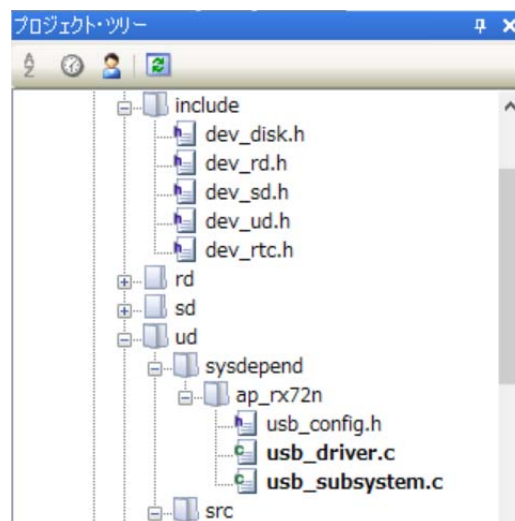 プロジェクト・ツリー
include
dev_disk.h
dev_rd.h
dev_sd.h
dev_ud.h
dev_rtc.h
rd
sd
ud
sysdepend
ap_rx72n
usb_config.h
usb_driver.c
usb_subsystem.c
src